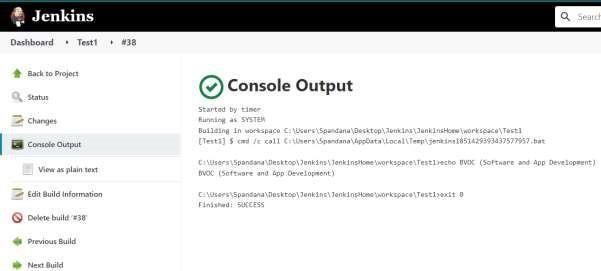 Jenkins
Search
Dashboard Test1 #38
Back to Project
Status
Changes
Console Output
View as plain text
Edit Build Information
Delete build '#38'
Previous Build
Next Build
Console Output
Started by timer
Running as SYSTEM
Building in workspace C:\Users\Spandana\Desktop\Jenkins\JenkinsHome\workspace\Test1
[Test1] $ cmd /c call C:\Users\Spandana\AppData\Local\Temp\jenkins1851429393437577957.bat
C:\Users\Spandana\Desktop\Jenkins\JenkinsHome\workspace\Test1>echo BVOC (Software and App Development)
BVOC (Software and App Development)
C:\Users\Spandana\Desktop\Jenkins\JenkinsHome\workspace\Test1>exit 0
Finished: SUCCESS